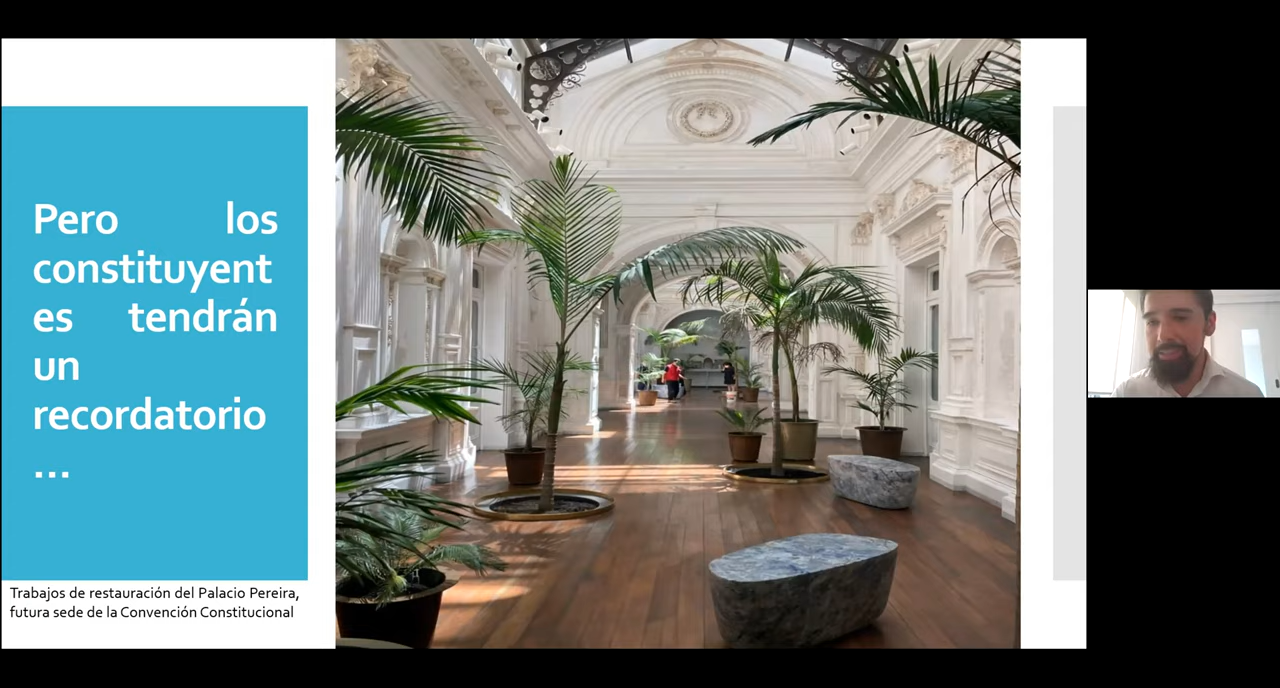 Pero los
constituyent
es tendrán
un
recordatorio
...
Trabajos de restauración del Palacio Pereira,
futura sede de la Convención Constitucional